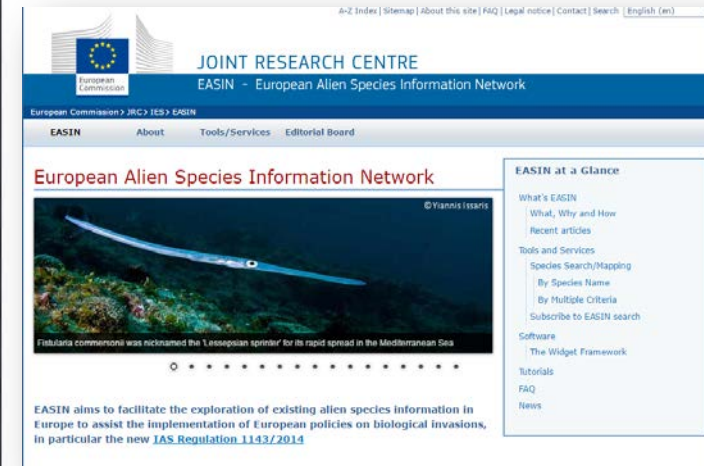 A-Z Index | Sitemap | About this site | FAQ | Legal notice | Contact | Search | English (en)
European
Commission
JOINT RESEARCH CENTRE
EASIN - European Alien Species Information Network
European Commission > JRC > IES > EASIN
EASIN About Tools/Services Editorial Board
European Alien Species Information Network
© Yiannis Issaris
Fistularia commersonii was nicknamed the 'Lessepsian sprinter' for its rapid spread in the Mediterranean Sea
EASIN aims to facilitate the exploration of existing alien species information in
Europe to assist the implementation of European policies on biological invasions,
in particular the new IAS Regulation 1143/2014
EASIN at a Glance
What's EASIN
What, Why and How
Recent articles
Tools and Services
Species Search/Mapping
By Species Name
By Multiple Criteria
Subscribe to EASIN search
Software
The Widget Framework
Tutorials
FAQ
News